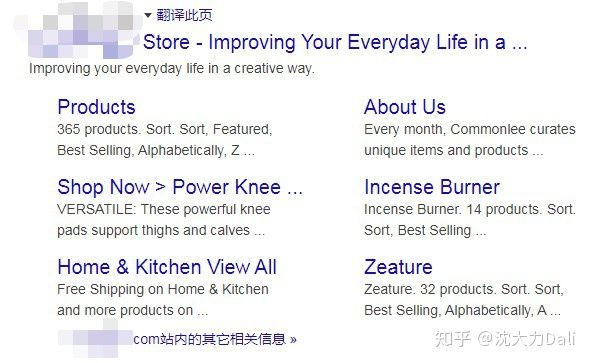 翻译此页
Store - Improving Your Everyday Life in a ...
Improving your everyday life in a creative way.
Products
365 products. Sort. Sort, Featured,
Best Selling, Alphabetically, Z ...
About Us
Every month, Commonlee curates
unique items and products ...
Shop Now > Power Knee ...
VERSATILE: These powerful knee
pads support thighs and calves ...
Incense Burner
Incense Burner. 14 products. Sort.
Sort, Best Selling ...
Home & Kitchen View All
Free Shipping on Home & Kitchen
and more products on ...
Zeature
Zeature. 32 products. Sort. Sort,
Best Selling, Alphabetically, A ...
com站内的其它相关信息 »
知乎 @沈大力Dali